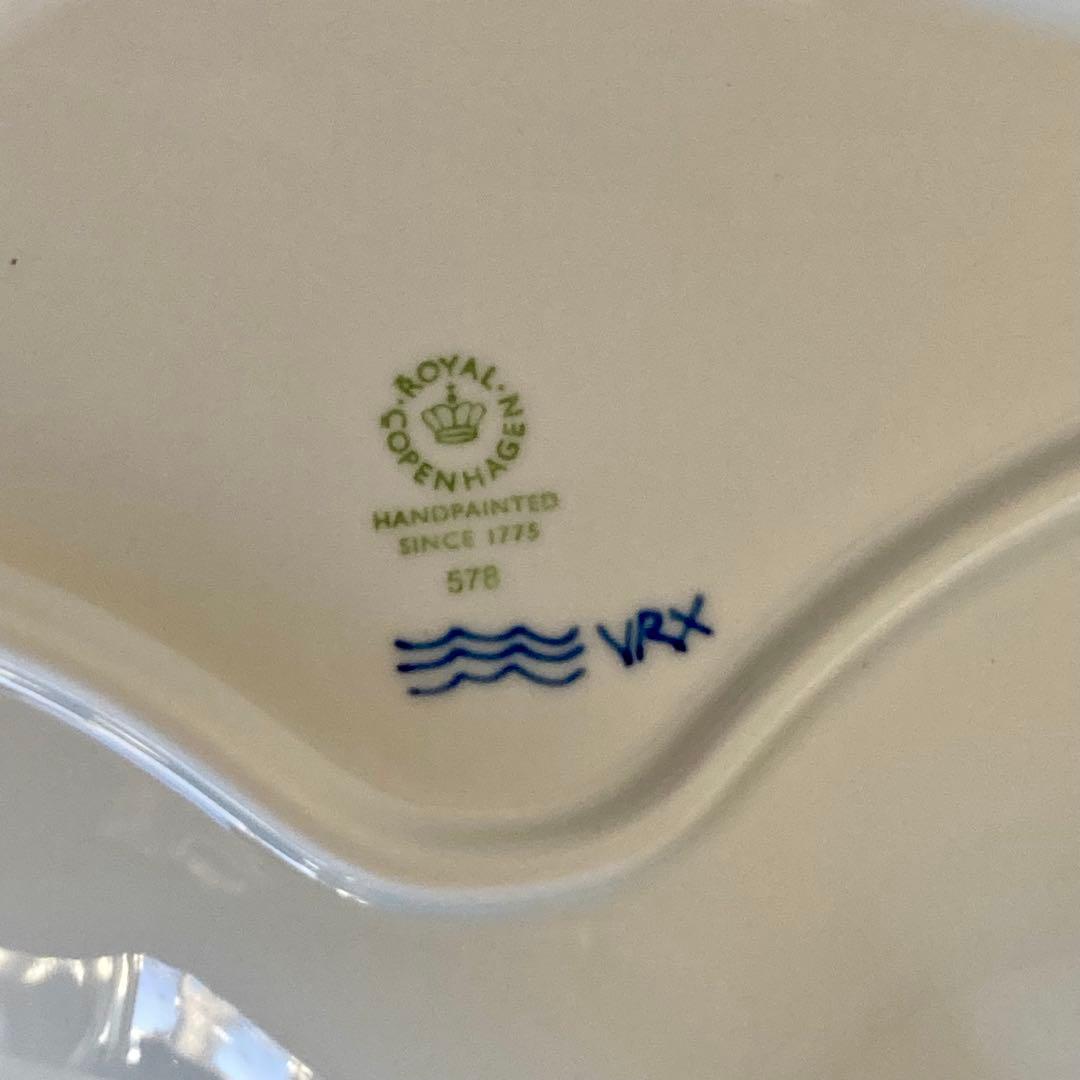 ROYAL · COPENHAGEN ·
HANDPAINTED
SINCE 1775
578
VRX